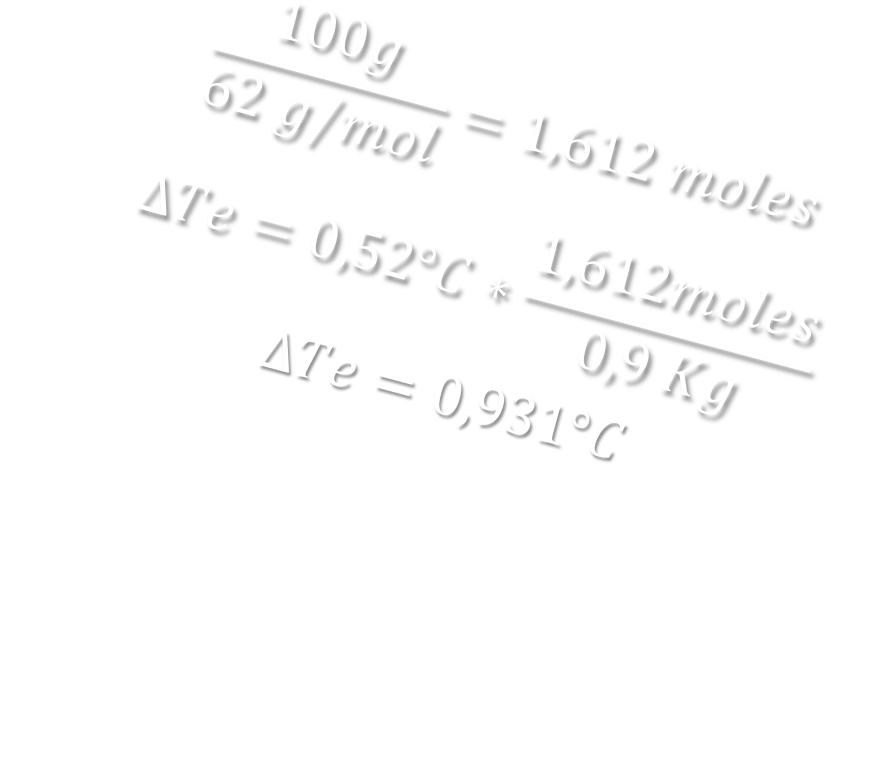 100g
62 g/mol = 1,612 moles
ΔTe = 0,52°C * 1,612moles
0,9 Kg
ΔTe = 0,931°C